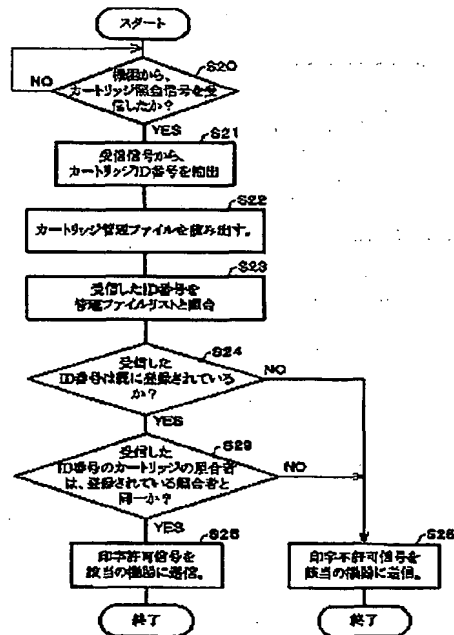 スタート
S20
機器から、
カートリッジ照合信号を受
信したか?
NO
YES
S21
受信信号から、
カートリッジID番号を抽出
S22
カートリッジ管理ファイルを読み出す。
S23
受信したID番号を
管理ファイルリストと照合
S24
受信した
ID番号は既に登録されている
か?
NO
YES
S29
受信した
ID番号のカートリッジの照合者
は、登録されている照合者と
同一か?
NO
YES
S25
印字許可信号を
該当の機器に送信。
S26
印字不許可信号を
該当の機器に送信。
終了
終了